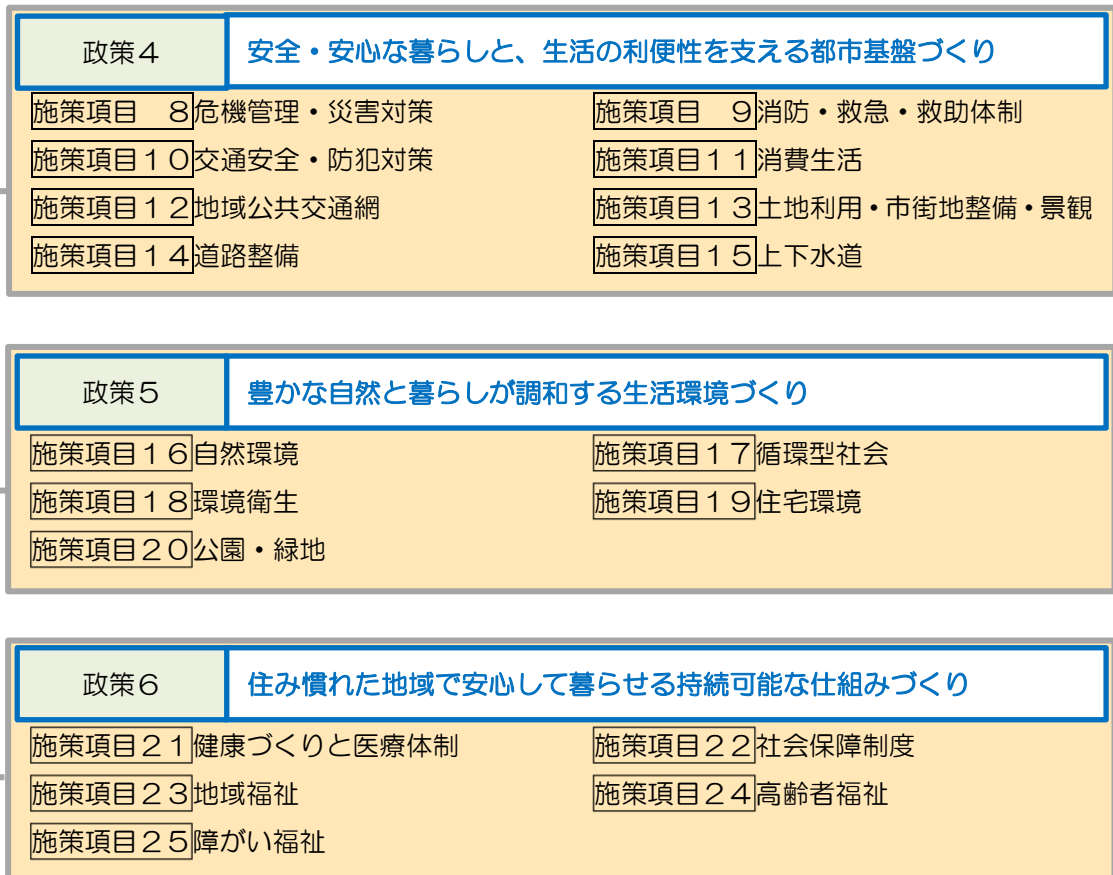 政策4 安全・安心な暮らしと、生活の利便性を支える都市基盤づくり
施策項目　8 危機管理・災害対策 施策項目　9 消防・救急・救助体制
施策項目10 交通安全・防犯対策 施策項目11 消費生活
施策項目12 地域公共交通網 施策項目13 土地利用・市街地整備・景観
施策項目14 道路整備 施策項目15 上下水道
政策5 豊かな自然と暮らしが調和する生活環境づくり
施策項目16 自然環境 施策項目17 循環型社会
施策項目18 環境衛生 施策項目19 住宅環境
施策項目20 公園・緑地
政策6 住み慣れた地域で安心して暮らせる持続可能な仕組みづくり
施策項目21 健康づくりと医療体制 施策項目22 社会保障制度
施策項目23 地域福祉 施策項目24 高齢者福祉
施策項目25 障がい福祉